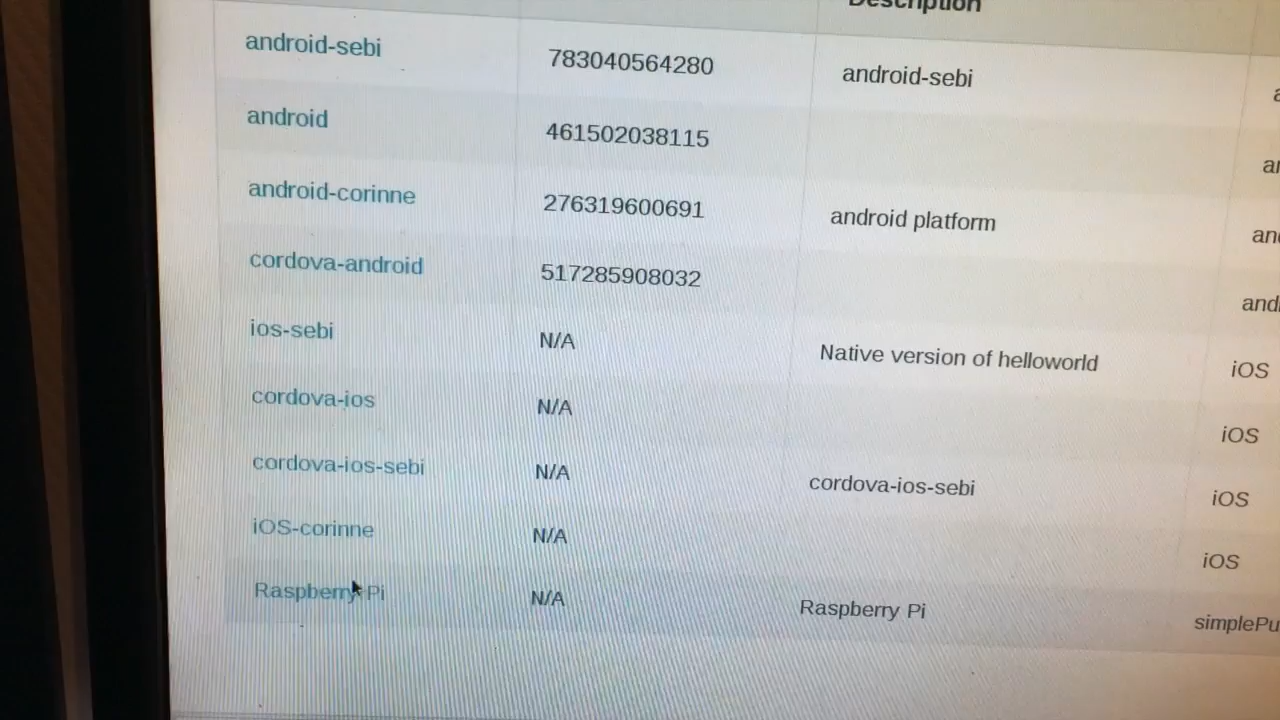 Description
android-sebi 783040564280 android-sebi
android 461502038115
android-corinne 276319600691 android platform
cordova-android 517285908032
ios-sebi N/A Native version of helloworld iOS
cordova-ios N/A iOS
cordova-ios-sebi N/A cordova-ios-sebi iOS
iOS-corinne N/A iOS
Raspberry Pi N/A Raspberry Pi simplePu